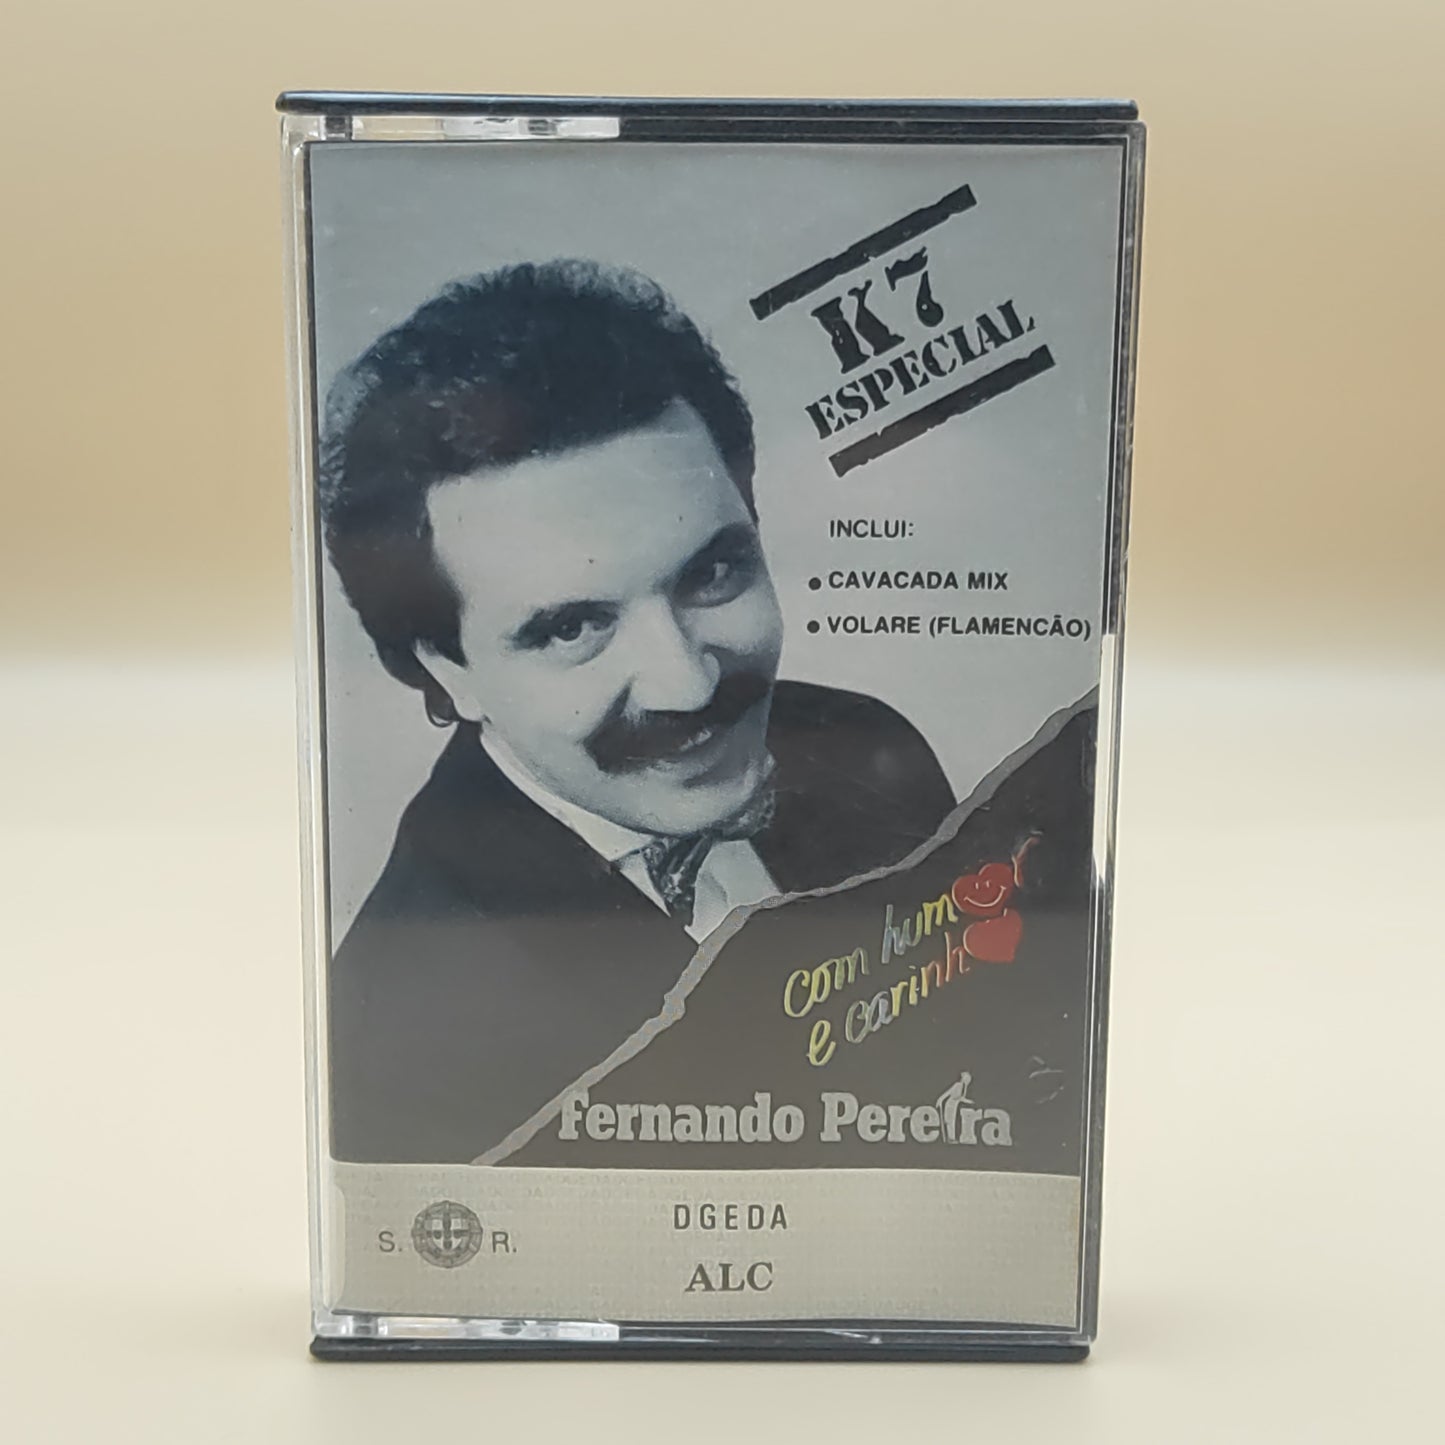 K7
ESPECIAL
INCLUI:
• CAVACADA MIX
• VOLARE (FLAMENCÃO)
com humor
e carinho
Fernando Pereira
S. R.
DGEDA
ALC